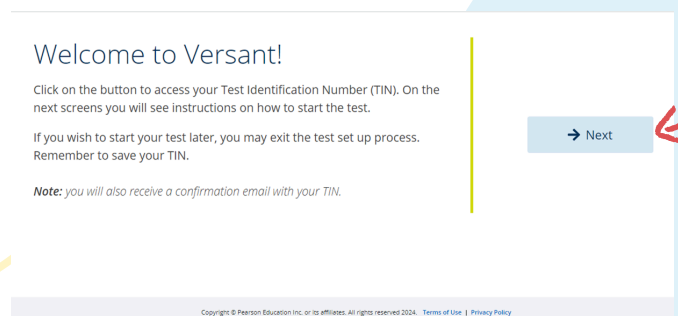 Welcome to Versant!
Click on the button to access your Test Identification Number (TIN). On the
next screens you will see instructions on how to start the test.
If you wish to start your test later, you may exit the test set up process.
Remember to save your TIN.
Note: you will also receive a confirmation email with your TIN.
→ Next
Copyright © Pearson Education Inc. or its affiliates. All rights reserved 2024. Terms of Use | Privacy Policy